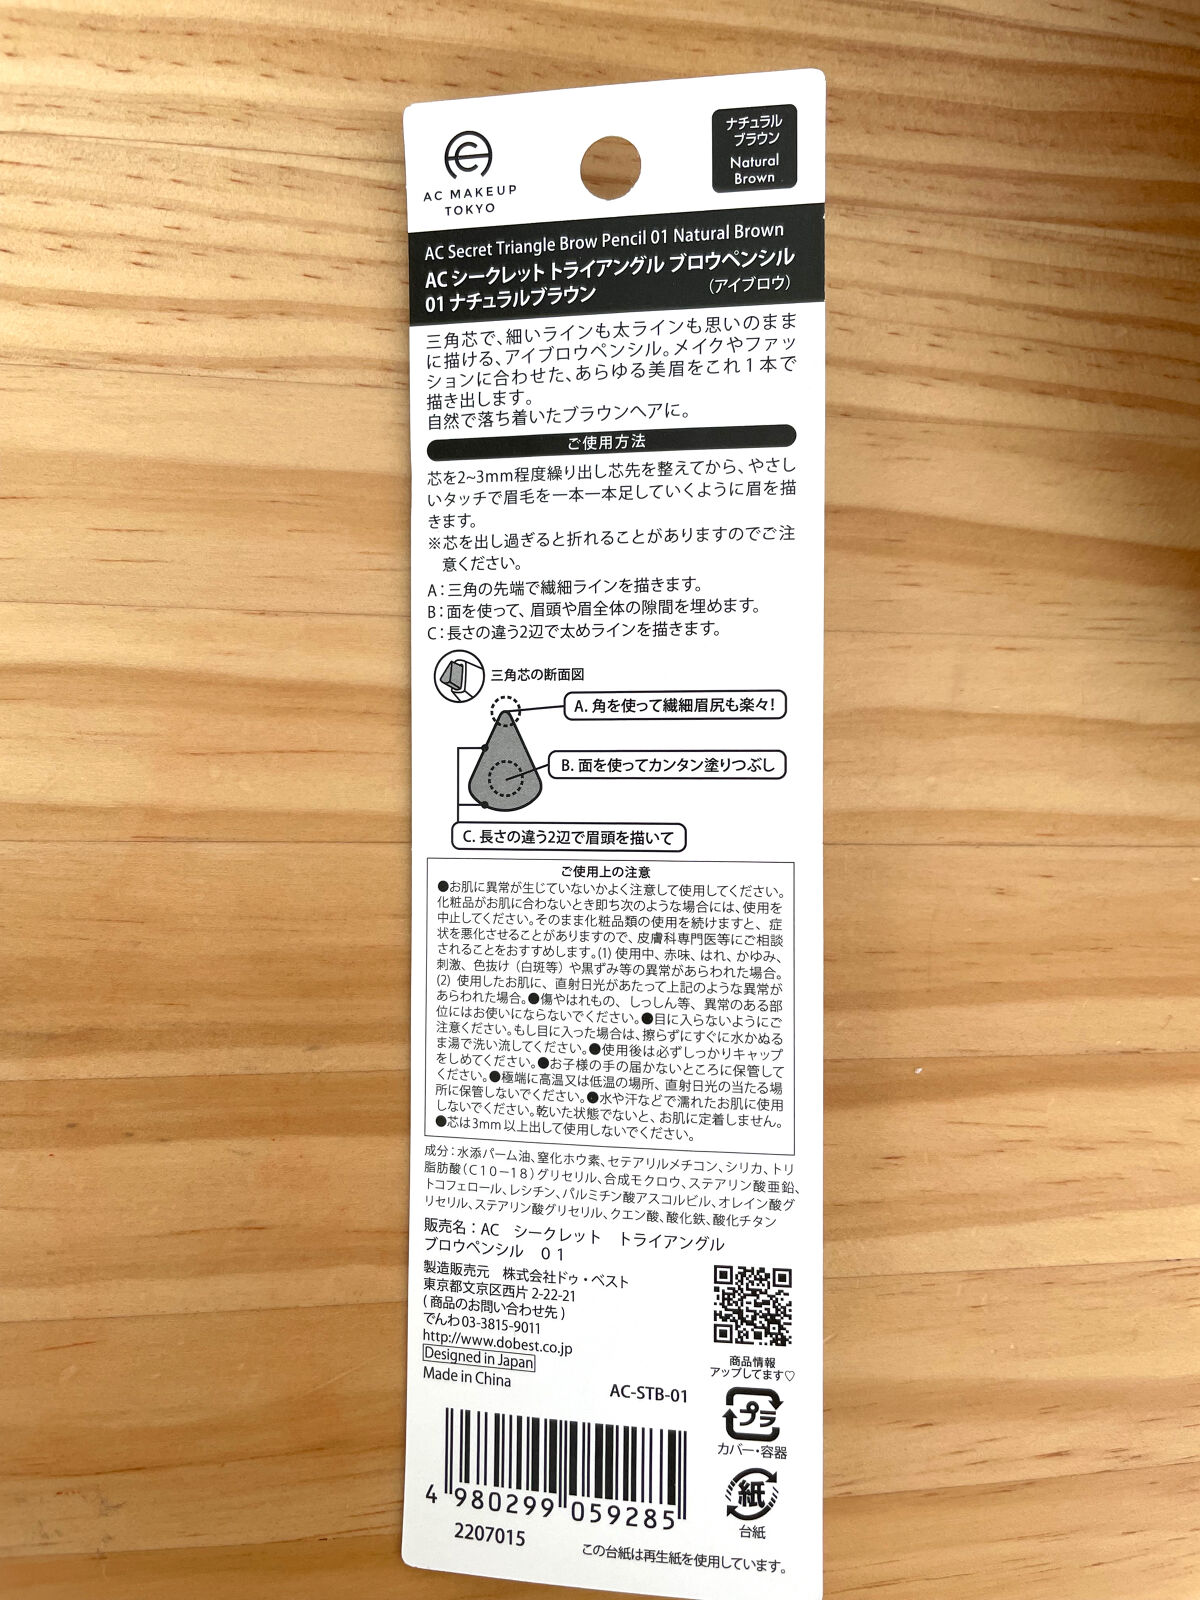 AC MAKEUP
TOKYO
ナチュラル
ブラウン
Natural
Brown
AC Secret Triangle Brow Pencil 01 Natural Brown
AC シークレット トライアングル ブロウペンシル
01 ナチュラルブラウン (アイブロウ)
三角芯で、細いラインも太ラインも思いのまま
に描ける、アイブロウペンシル。メイクやファッ
ションに合わせた、あらゆる美眉をこれ1本で
描き出します。
自然で落ち着いたブラウンヘアに。
ご使用方法
芯を2~3mm程度繰り出し芯先を整えてから、やさし
いタッチで眉毛を一本一本足していくように眉を描
きます。
※芯を出し過ぎると折れることがありますのでご注
意ください。
A：三角の先端で繊細ラインを描きます。
B：面を使って、眉頭や眉全体の隙間を埋めます。
C：長さの違う2辺で太めラインを描きます。
三角芯の断面図
A. 角を使って繊細眉尻も楽々!
B. 面を使ってカンタン塗りつぶし
C. 長さの違う2辺で眉頭を描いて
ご使用上の注意
●お肌に異常が生じていないかよく注意して使用してください。
化粧品がお肌に合わないとき即ち次のような場合には、使用を
中止してください。そのまま化粧品類の使用を続けますと、症
状を悪化させることがありますので、皮膚科専門医等にご相談
されることをおすすめします。(1) 使用中、赤味、はれ、かゆみ、
刺激、色抜け（白斑等）や黒ずみ等の異常があらわれた場合。
(2) 使用したお肌に、直射日光があたって上記のような異常が
あらわれた場合。●傷やはれもの、しっしん等、異常のある部
位にはお使いにならないでください。●目に入らないようにご
注意ください。もし目に入った場合は、擦らずにすぐに水かぬる
ま湯で洗い流してください。●使用後は必ずしっかりキャップ
をしめてください。●お子様の手の届かないところに保管して
ください。●極端に高温又は低温の場所、直射日光の当たる場
所に保管しないでください。●水や汗などで濡れたお肌に使用
しないでください。乾いた状態でないと、お肌に定着しません。
●芯は3mm以上出して使用しないでください。
成分：水添パーム油、窒化ホウ素、セテアリルメチコン、シリカ、トリ
脂肪酸（C10－18）グリセリル、合成モクロウ、ステアリン酸亜鉛、
トコフェロール、レシチン、パルミチン酸アスコルビル、オレイン酸グ
リセリル、ステアリン酸グリセリル、クエン酸、酸化鉄、酸化チタン
販売名：AC シークレット トライアングル
ブロウペンシル 01
製造販売元 株式会社ドゥ・ベスト
東京都文京区西片 2-22-21
(商品のお問い合わせ先)
でんわ 03-3815-9011
http://www.dobest.co.jp
Designed in Japan
Made in China
商品情報
アップしてます♡
AC-STB-01
プラ
カバー・容器
紙
台紙
4 980299 059285
2207015
この台紙は再生紙を使用しています。